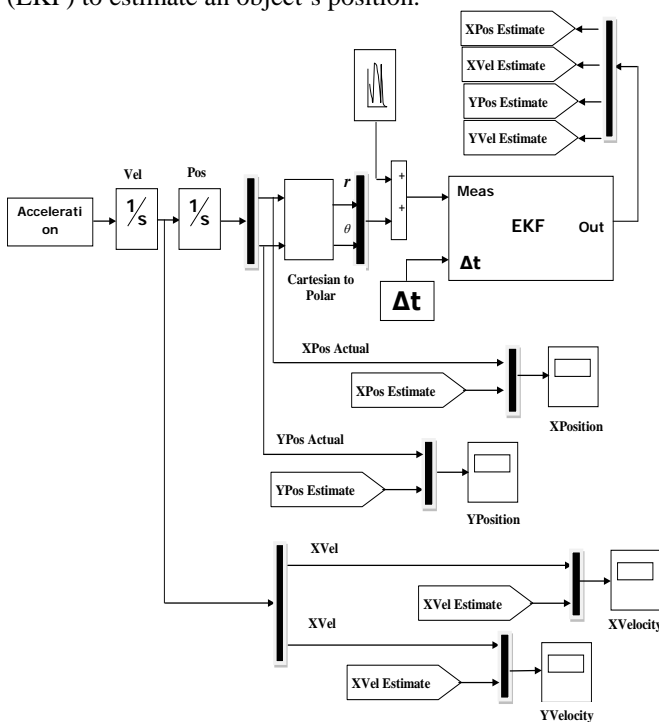 (EKF) to estimate an object's position.
XPos Estimate
XVel Estimate
YPos Estimate
YVel Estimate
Vel
Pos
Accelerati
on
1/s
1/s
r
θ
Cartesian to
Polar
+
+
Meas
EKF
Out
Δt
Δt
XPos Actual
XPos Estimate
XPosition
YPos Actual
YPos Estimate
YPosition
XVel
XVel Estimate
XVelocity
XVel
XVel Estimate
YVelocity